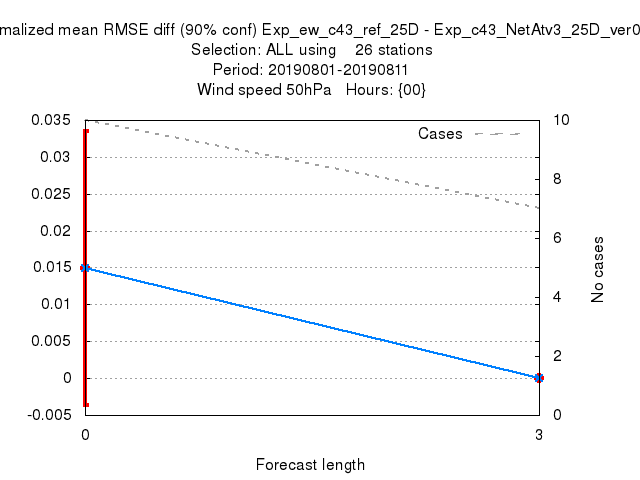 malized mean RMSE diff (90% conf) Exp_ew_c43_ref_25D - Exp_c43_NetAtv3_25D_ver0
Selection: ALL using 26 stations
Period: 20190801-20190811
Wind speed 50hPa Hours: {00}
Cases
0.035
0.03
0.025
0.02
0.015
0.01
0.005
0
-0.005
10
8
6
4
2
0
No cases
0 3
Forecast length